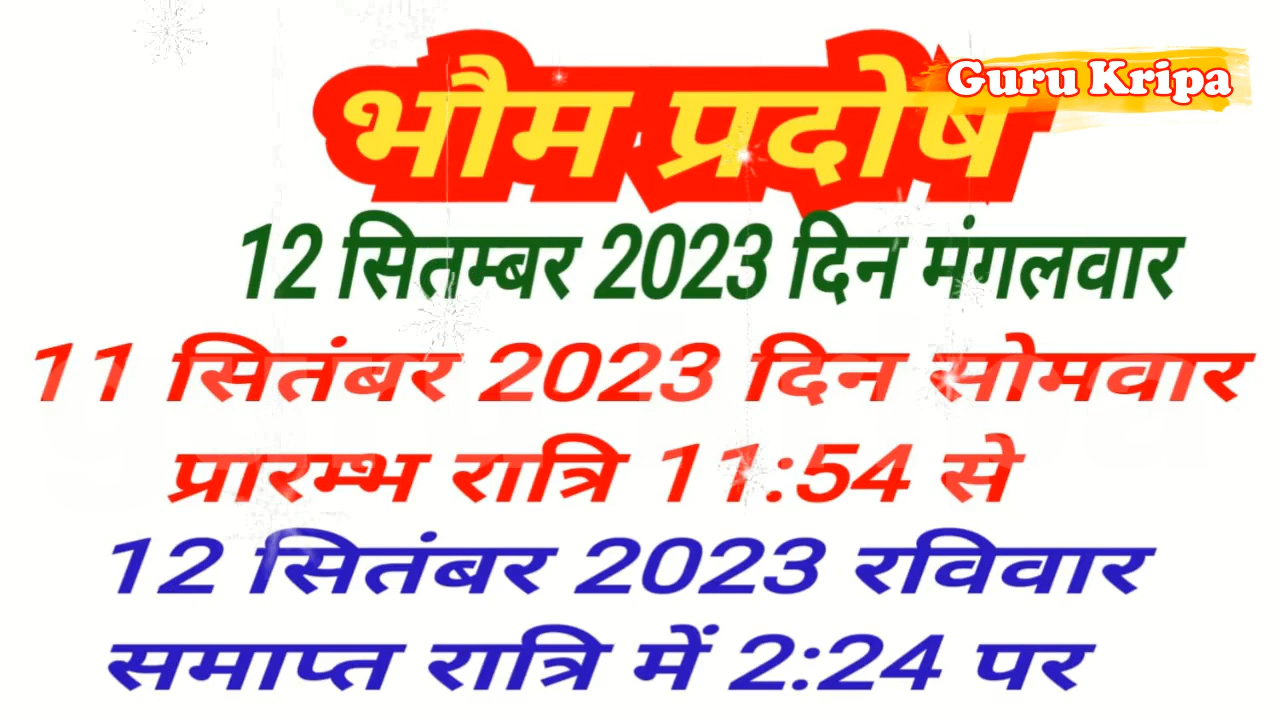 Guru Kripa
भौम प्रदोष
12 सितम्बर 2023 दिन मंगलवार
11 सितंबर 2023 दिन सोमवार
प्रारम्भ रात्रि 11:54 से
12 सितंबर 2023 रविवार
समाप्त रात्रि में 2:24 पर